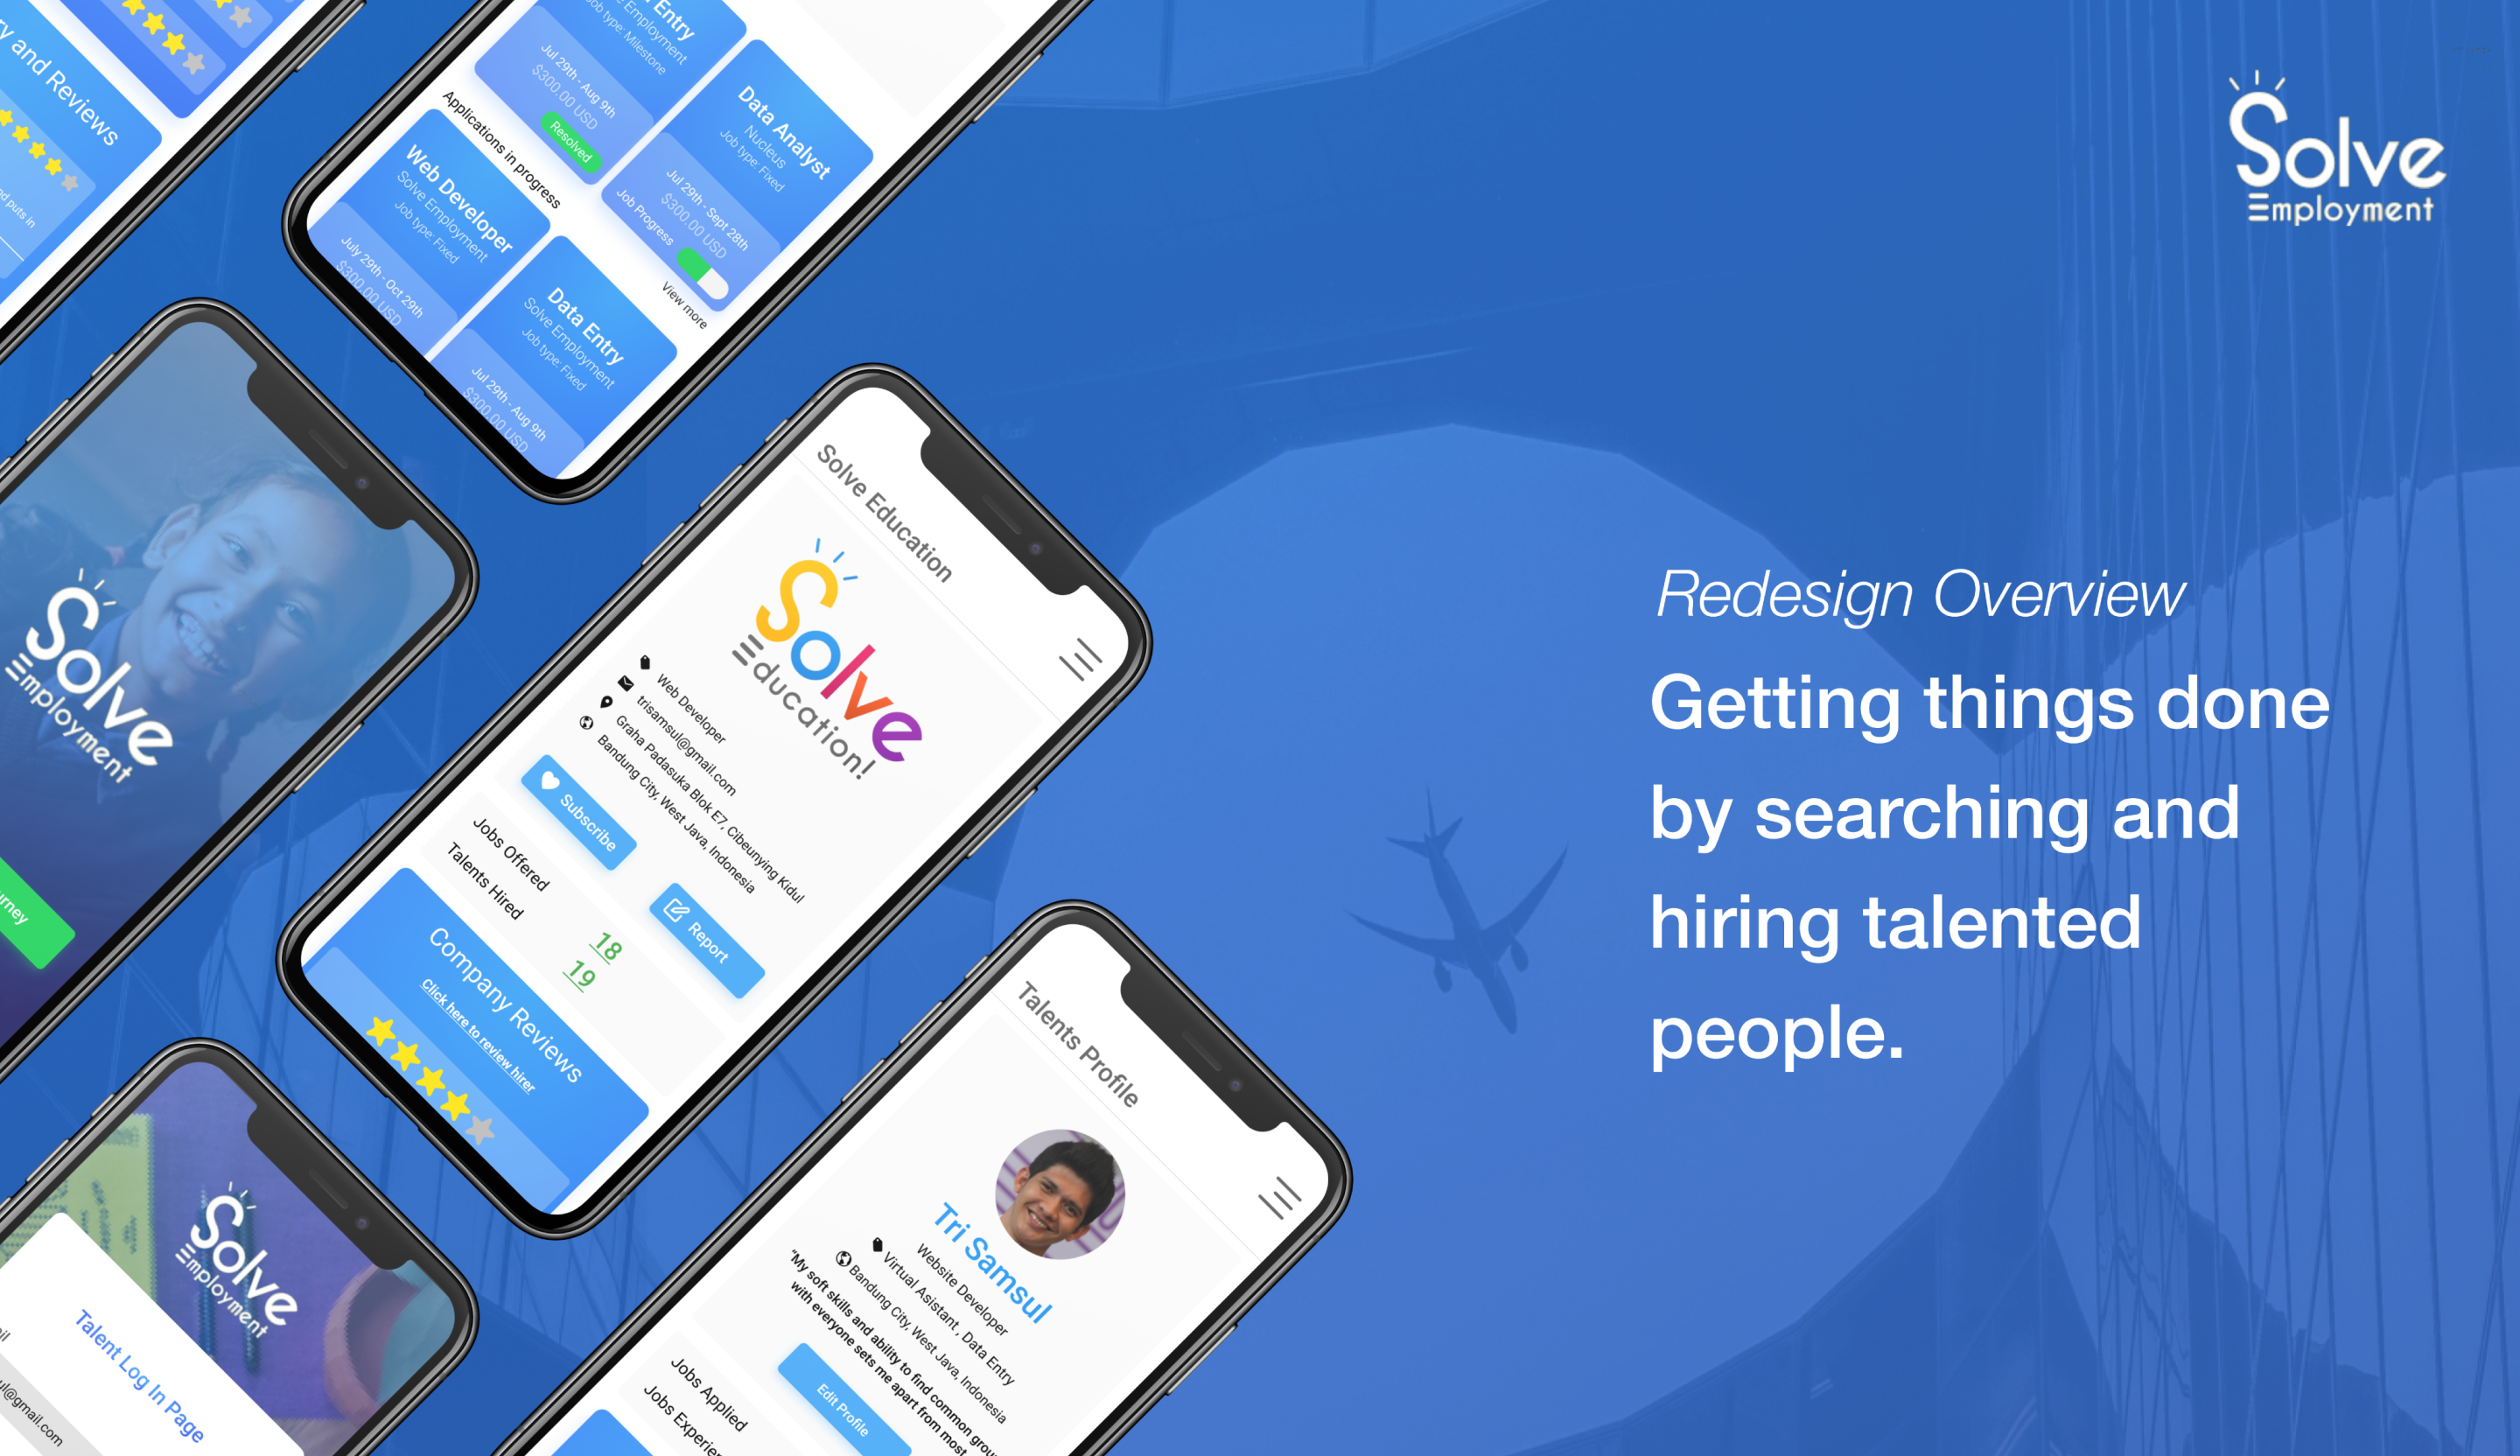 Solve
Employment
Redesign Overview
Getting things done
by searching and
hiring talented
people.
and Reviews
puts in
Entry
Employment
Job type: Milestone
Jul 29th - Aug 9th
$300.00 USD
Resolved
Data Analyst
Nucleus
Job type: Fixed
Jul 29th - Sept 28th
$300.00 USD
Job Progress
View more
Applications in progress
Web Developer
Solve Employment
Job type: Fixed
July 29th - Oct 29th
$300.00 USD
Data Entry
Solve Employment
Job type: Fixed
Jul 29th - Aug 9th
$300.00 USD
Solve
Employment
Solve Education
Solve
Education!
Web Developer
trisamsul@gmail.com
Graha Padasuka Blok E7, Cibeunying Kidul
Bandung City, West Java, Indonesia
Subscribe
Report
Jobs Offered 18
Talents Hired 19
Company Reviews
Click here to review hirer
Solve
Employment
Talent Log In Page
ul@gmail.com
Talents Profile
Tri Samsul
Website Developer
Virtual Asistant , Data Entry
Bandung City, West Java, Indonesia
"My soft skills and ability to find common grou
with everyone sets me apart from most
Edit Profile
Jobs Applied
Jobs Experie